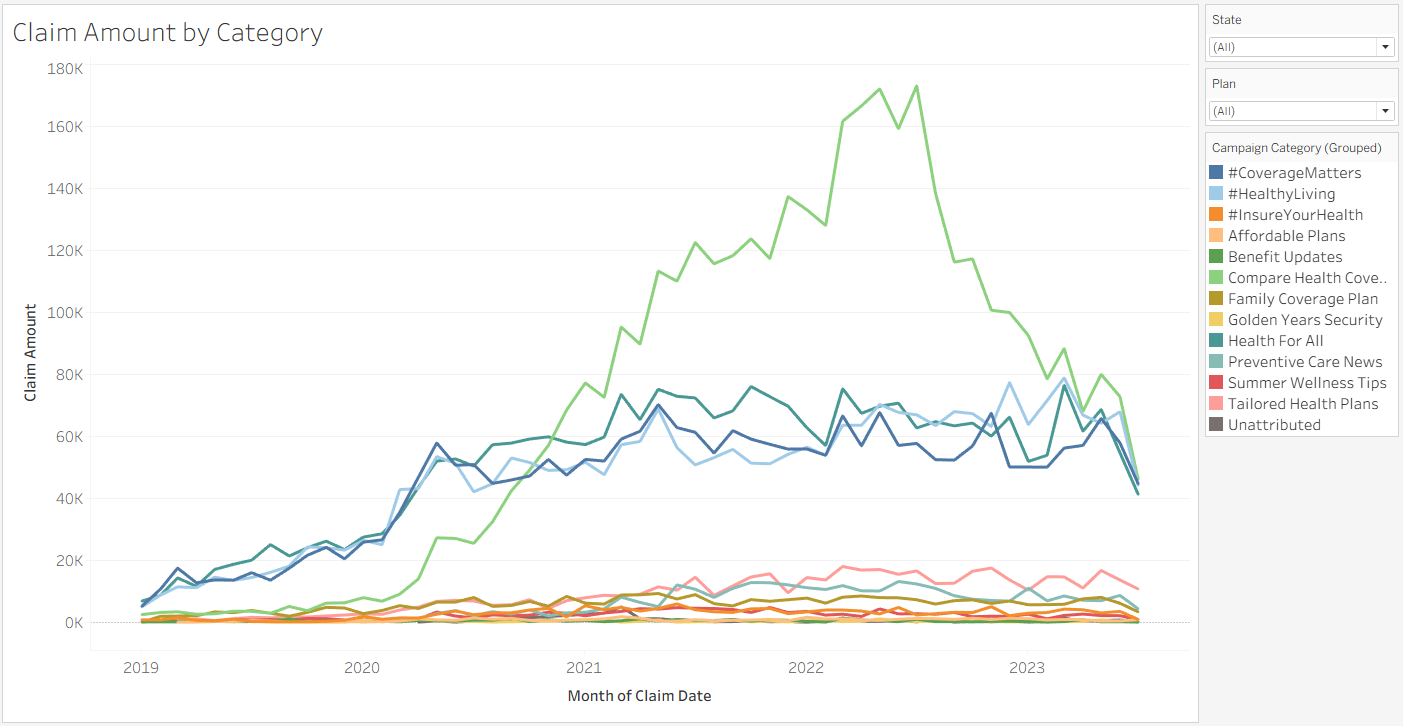 Claim Amount by Category
180K
160K
140K
120K
100K
80K
60K
40K
20K
0K
Claim Amount
2019
2020
2021
2022
2023
Month of Claim Date
State
(All)
Plan
(All)
Campaign Category (Grouped)
#CoverageMatters
#HealthyLiving
#InsureYourHealth
Affordable Plans
Benefit Updates
Compare Health Cove..
Family Coverage Plan
Golden Years Security
Health For All
Preventive Care News
Summer Wellness Tips
Tailored Health Plans
Unattributed